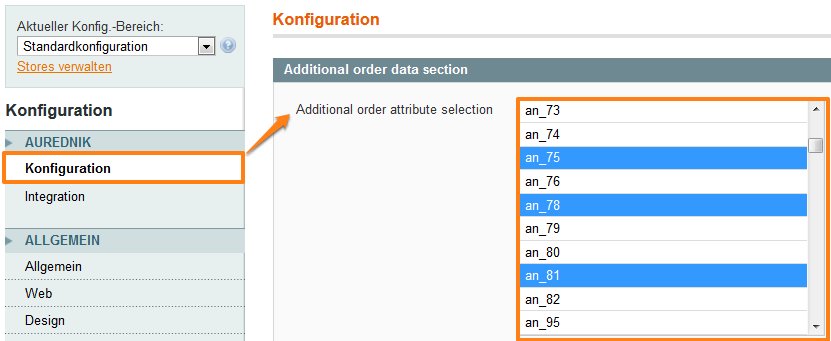 Aktueller Konfig.-Bereich:
Standardkonfiguration
?
Stores verwalten
Konfiguration
AUREDNIK
Konfiguration
Integration
ALLGEMEIN
Allgemein
Web
Design
Konfiguration
Additional order data section
Additional order attribute selection
an_73
an_74
an_75
an_76
an_78
an_79
an_80
an_81
an_82
an_95